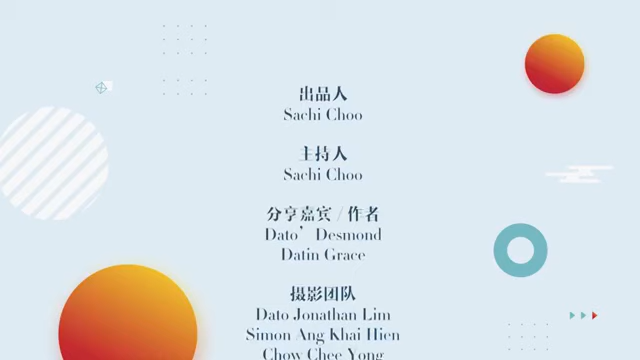 出品人
Sachi Choo
主持人
Sachi Choo
分享嘉宾 / 作者
Dato’ Desmond
Datin Grace
摄影团队
Dato Jonathan Lim
Simon Ang Khai Hien
Chow Chee Yong